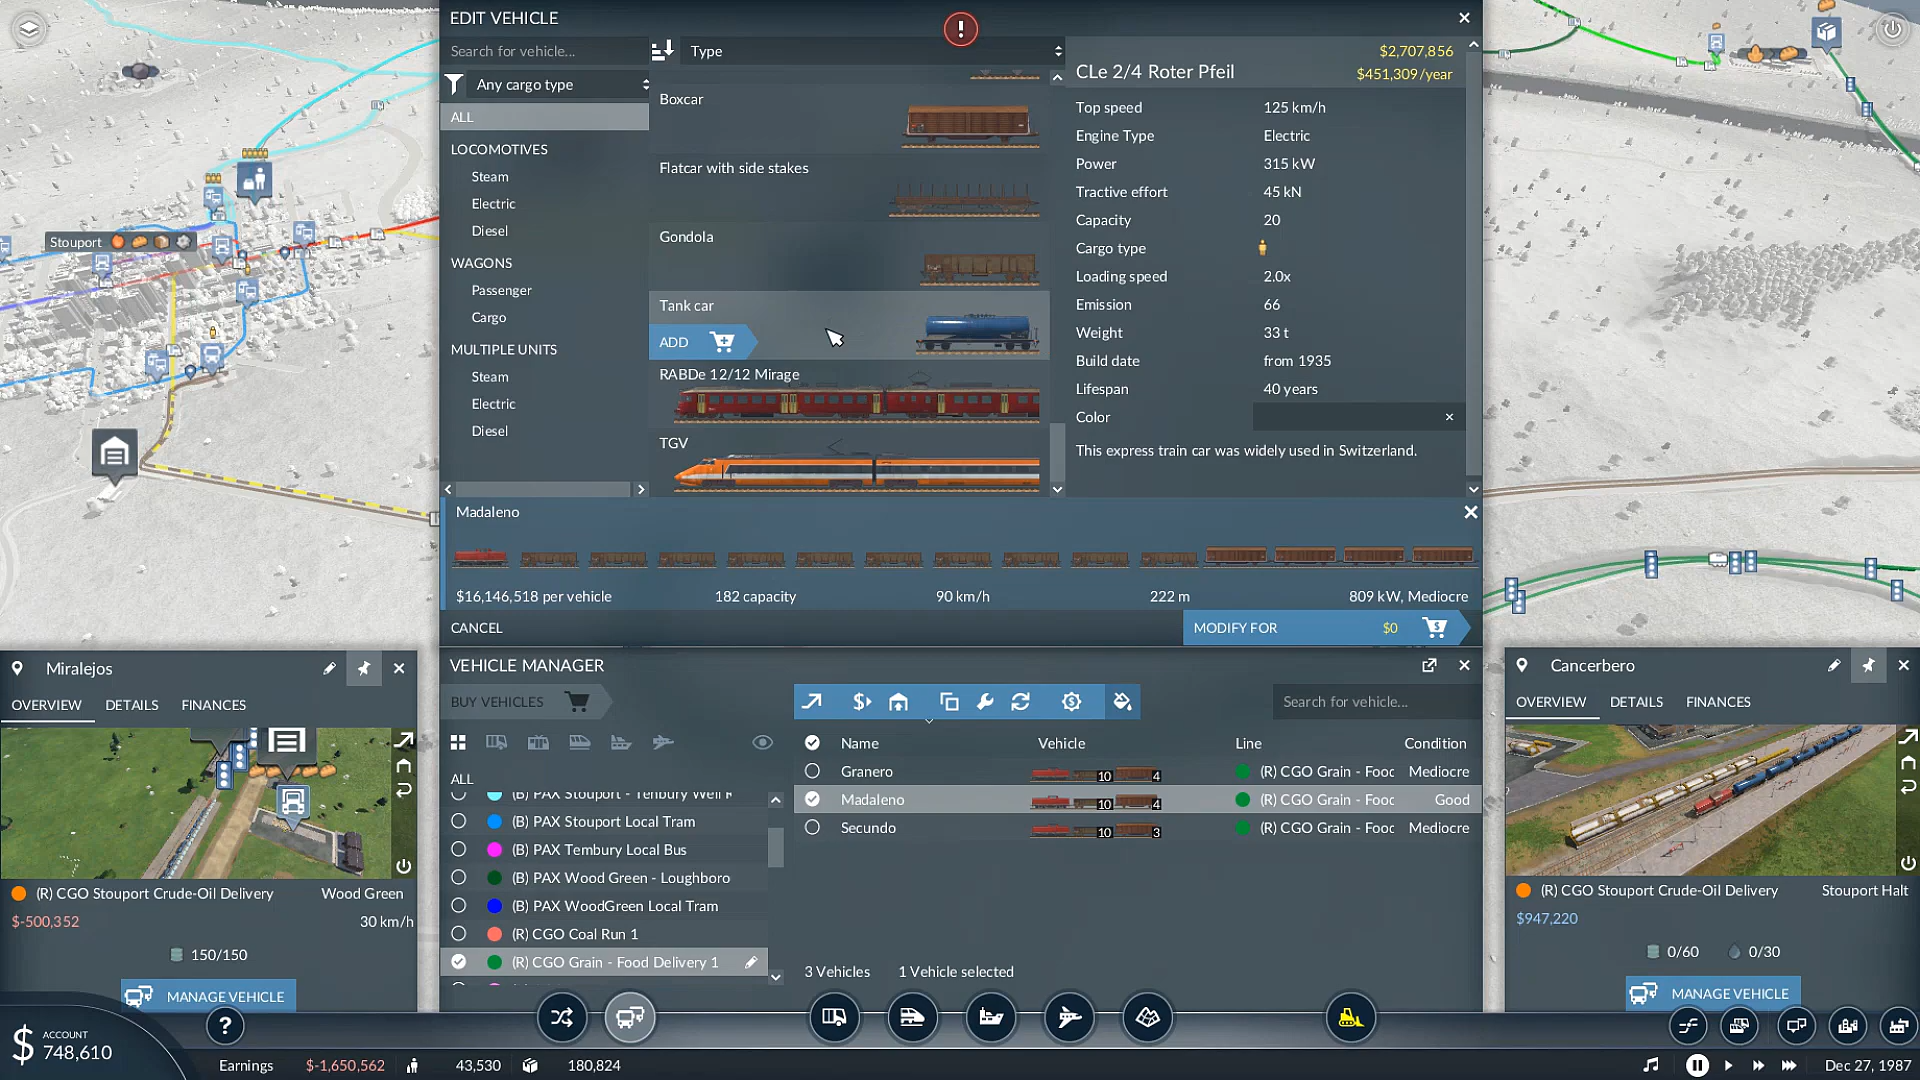 EDIT VEHICLE
Search for vehicle...
Type
Any cargo type
ALL
LOCOMOTIVES
Steam
Electric
Diesel
WAGONS
Passenger
Cargo
MULTIPLE UNITS
Steam
Electric
Diesel
Boxcar
Flatcar with side stakes
Gondola
Tank car
ADD
RABDe 12/12 Mirage
TGV
$2,707,856
CLe 2/4 Roter Pfeil
$451,309/year
Top speed 125 km/h
Engine Type Electric
Power 315 kW
Tractive effort 45 kN
Capacity 20
Cargo type
Loading speed 2.0x
Emission 66
Weight 33 t
Build date from 1935
Lifespan 40 years
Color
This express train car was widely used in Switzerland.
Stouport
Madaleno
$16,146,518 per vehicle 182 capacity 90 km/h 222 m 809 kW, Mediocre
CANCEL
MODIFY FOR $0
VEHICLE MANAGER
BUY VEHICLES
Search for vehicle...
ALL
(B) PAX Stouport - Tenbury Well
(B) PAX Stouport Local Tram
(B) PAX Tembury Local Bus
(B) PAX Wood Green - Loughboro
(B) PAX WoodGreen Local Tram
(R) CGO Coal Run 1
(R) CGO Grain - Food Delivery 1
Name Vehicle Line Condition
Granero 10 4 (R) CGO Grain - Food Mediocre
Madaleno 10 4 (R) CGO Grain - Food Good
Secundo 10 3 (R) CGO Grain - Food Mediocre
3 Vehicles 1 Vehicle selected
Miralejos
OVERVIEW DETAILS FINANCES
(R) CGO Stouport Crude-Oil Delivery Wood Green
$-500,352 30 km/h
150/150
MANAGE VEHICLE
Cancerbero
OVERVIEW DETAILS FINANCES
(R) CGO Stouport Crude-Oil Delivery Stouport Halt
$947,220
0/60 0/30
MANAGE VEHICLE
$ ACCOUNT
748,610
?
Earnings $-1,650,562 43,530 180,824
Dec 27, 1987